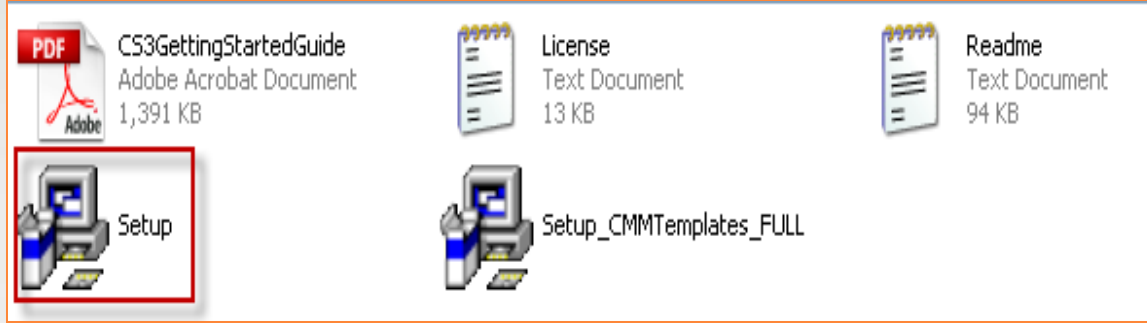 PDF
Adobe
CS3GettingStartedGuide
Adobe Acrobat Document
1,391 KB
License
Text Document
13 KB
Readme
Text Document
94 KB
Setup
Setup_CMMTemplates_FULL